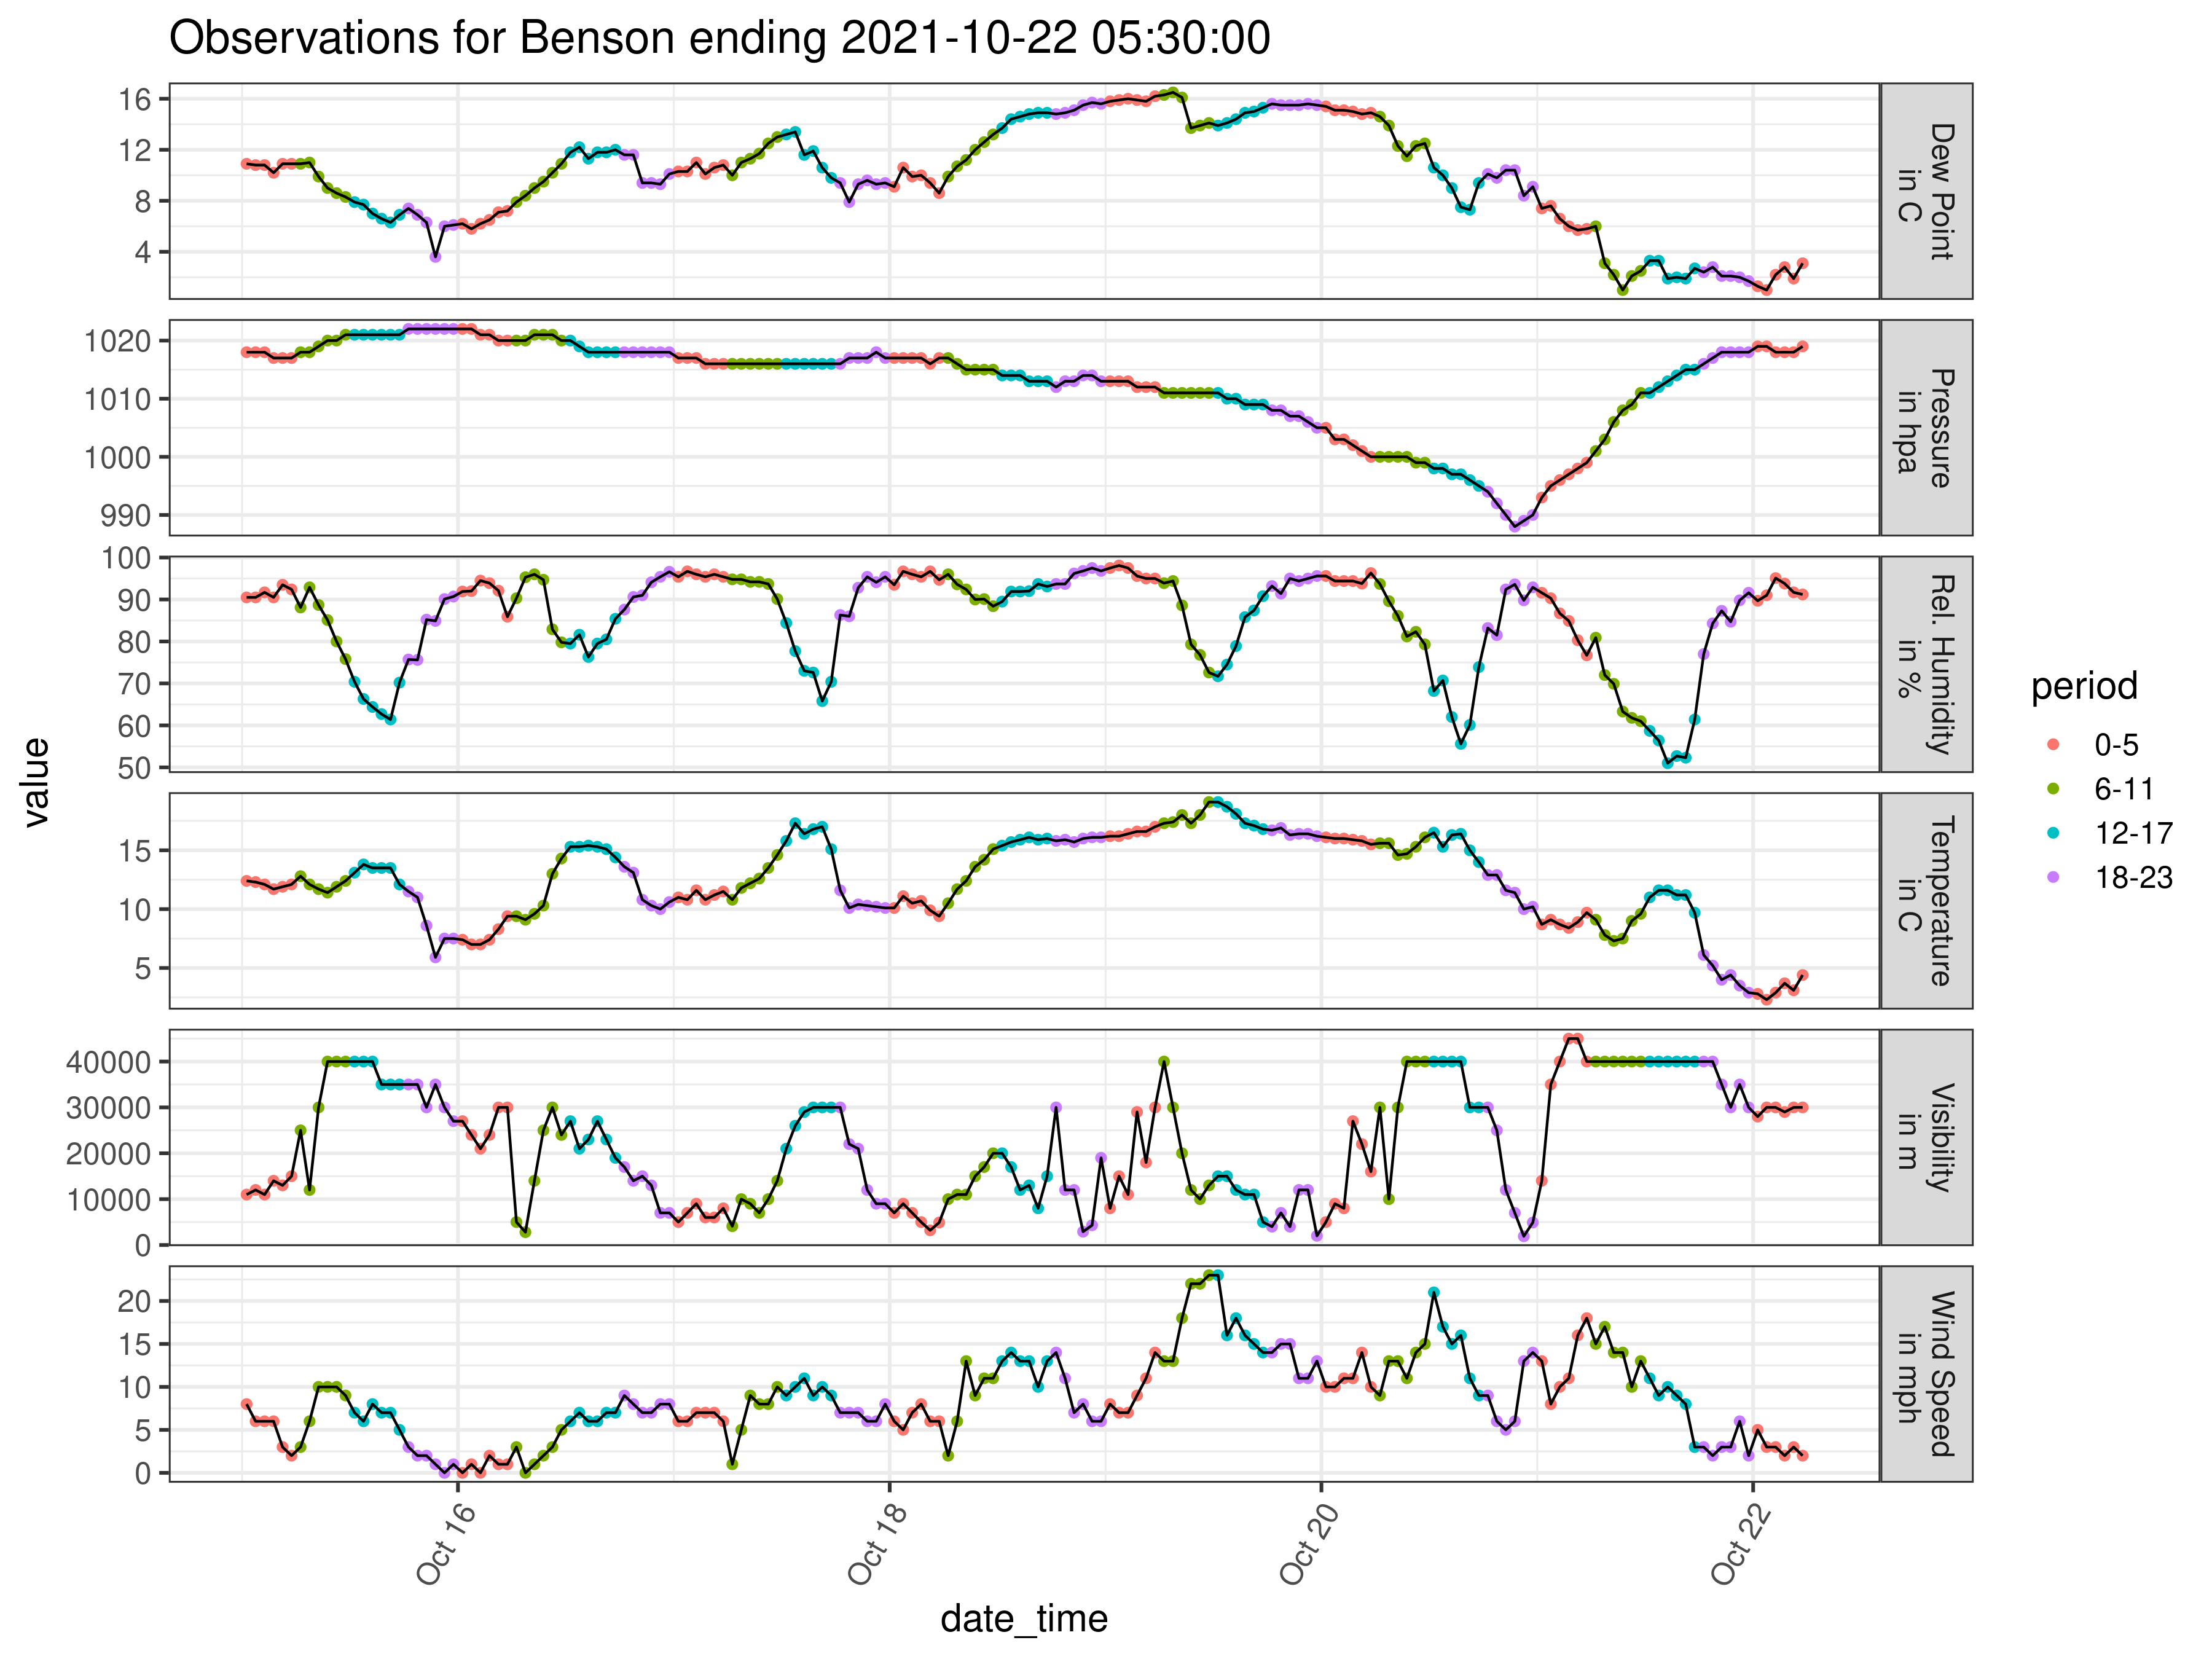 Observations for Benson ending 2021-10-22 05:30:00
value
16
12
8
4
Dew Point
in C
1020
1010
1000
990
Pressure
in hpa
100
90
80
70
60
50
Rel. Humidity
in %
15
10
5
Temperature
in C
40000
30000
20000
10000
0
Visibility
in m
20
15
10
5
0
Wind Speed
in mph
Oct 16
Oct 18
Oct 20
Oct 22
date_time
period
0-5
6-11
12-17
18-23